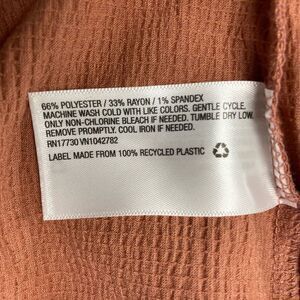 66% POLYESTER / 33% RAYON / 1% SPANDEX
MACHINE WASH COLD WITH LIKE COLORS. GENTLE CYCLE.
ONLY NON-CHLORINE BLEACH IF NEEDED. TUMBLE DRY LOW.
REMOVE PROMPTLY. COOL IRON IF NEEDED.
RN17730 VN1042782
LABEL MADE FROM 100% RECYCLED PLASTIC